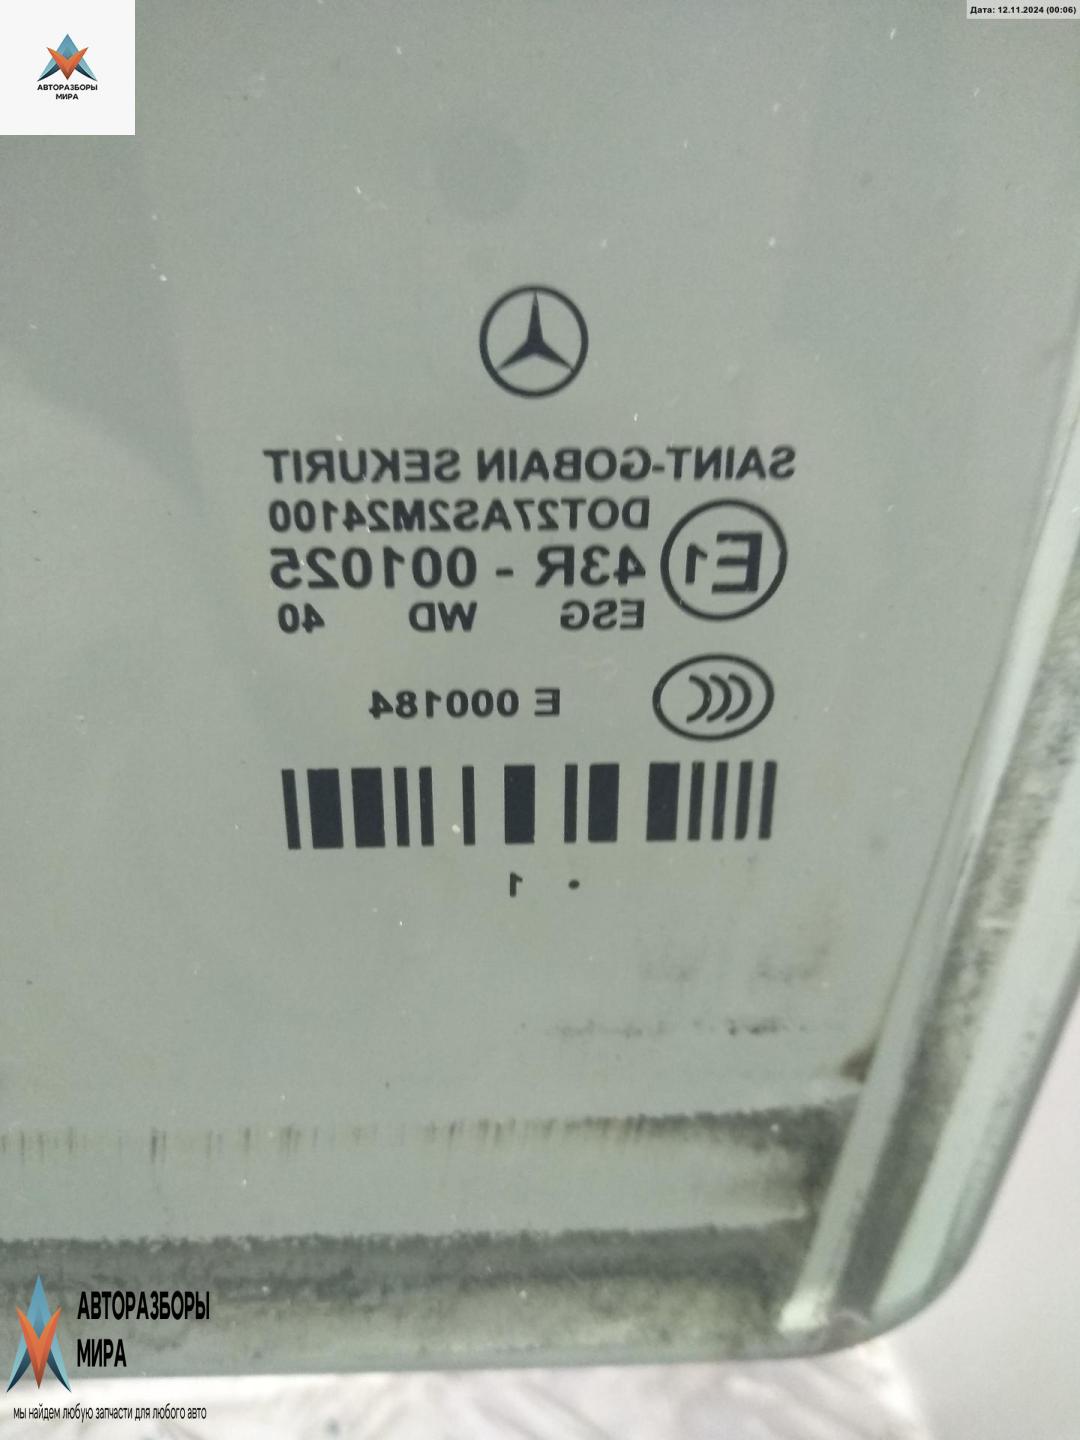 Дата: 12.11.2024 (00:06)
АВТОРАЗБОРЫ
МИРА
SAINT-GOBAIN SEKURIT
DOT27AS2M24100
E1 43R - 001025
ESG WD 40
CCC E 000184
• 1
АВТОРАЗБОРЫ
МИРА
мы найдем любую запчасти для любого авто